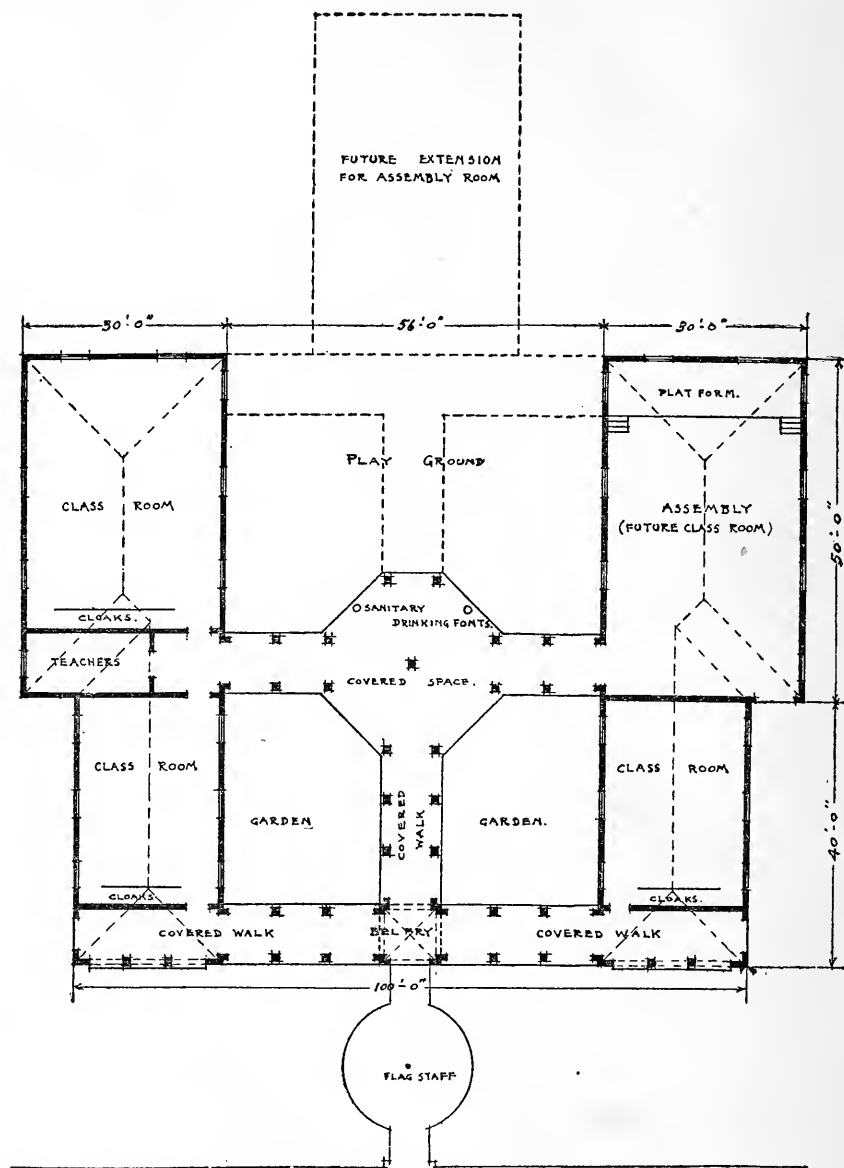 FUTURE EXTENSION
FOR ASSEMBLY ROOM
30'-0"
56'-0"
30'-0"
PLAT FORM.
PLAY GROUND
CLASS ROOM
ASSEMBLY
(FUTURE CLASS ROOM)
50'-0"
CLOAKS.
SANITARY
DRINKING FONTS.
TEACHERS
COVERED SPACE.
CLASS ROOM
CLASS ROOM
GARDEN
COVERED
WALK
GARDEN.
40'-0"
CLOAKS.
CLOAKS.
COVERED WALK
BELFRY
COVERED WALK
100'-0"
FLAG STAFF